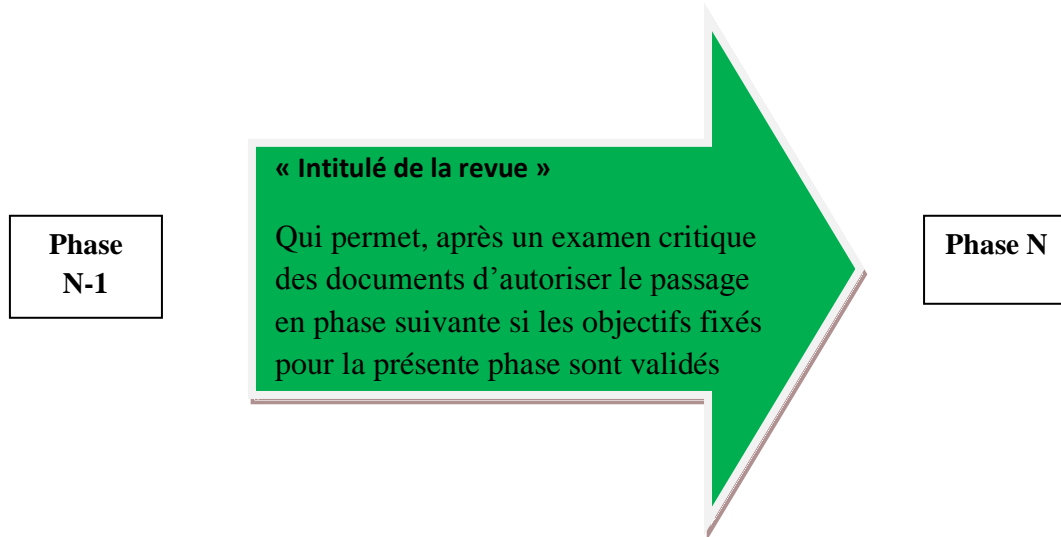 « Intitulé de la revue »
Qui permet, après un examen critique
des documents d’autoriser le passage
en phase suivante si les objectifs fixés
pour la présente phase sont validés
Phase
N-1
Phase N